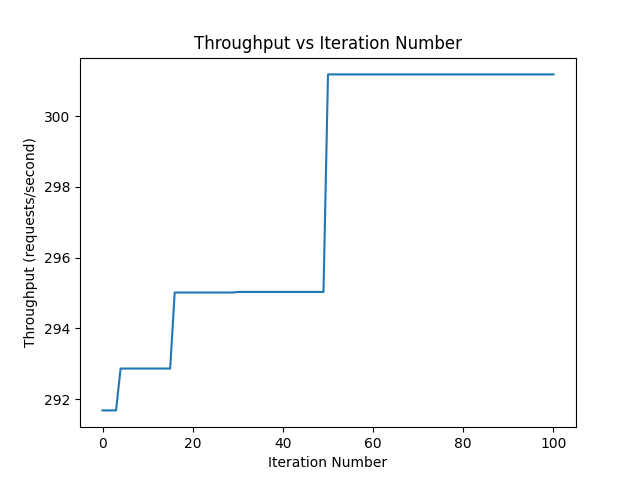 Throughput vs Iteration Number
Throughput (requests/second)
300
298
296
294
292
0 20 40 60 80 100
Iteration Number